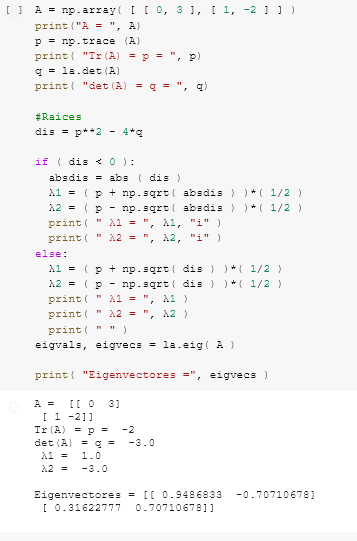 [ ] A = np.array( [ [ 0, 3 ], [ 1, -2 ] ] )
print("A = ", A)
p = np.trace (A)
print( "Tr(A) = p = ", p)
q = la.det(A)
print( "det(A) = q = ", q)
#Raices
dis = p**2 - 4*q
if ( dis < 0 ):
absdis = abs ( dis )
λ1 = ( p + np.sqrt( absdis ) )*( 1/2 )
λ2 = ( p - np.sqrt( absdis ) )*( 1/2 )
print( " λ1 = ", λ1, "i" )
print( " λ2 = ", λ2, "i" )
else:
λ1 = ( p + np.sqrt( dis ) )*( 1/2 )
λ2 = ( p - np.sqrt( dis ) )*( 1/2 )
print( " λ1 = ", λ1 )
print( " λ2 = ", λ2 )
print( " " )
eigvals, eigvecs = la.eig( A )
print( "Eigenvectores =", eigvecs )
A = [[ 0 3]
[ 1 -2]]
Tr(A) = p = -2
det(A) = q = -3.0
λ1 = 1.0
λ2 = -3.0
Eigenvectores = [[ 0.9486833 -0.70710678]
[ 0.31622777 0.70710678]]